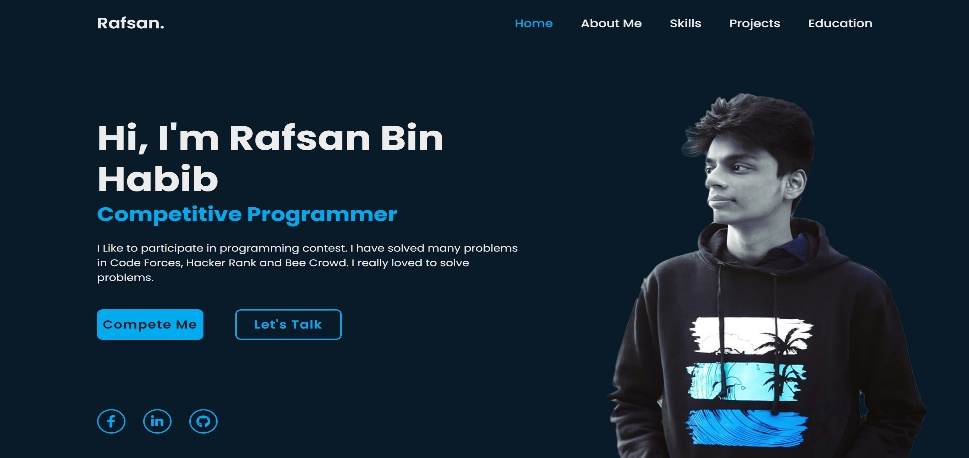 Rafsan.
Home About Me Skills Projects Education
Hi, I'm Rafsan Bin
Habib
Competitive Programmer
I Like to participate in programming contest. I have solved many problems
in Code Forces, Hacker Rank and Bee Crowd. I really loved to solve
problems.
Compete Me
Let's Talk